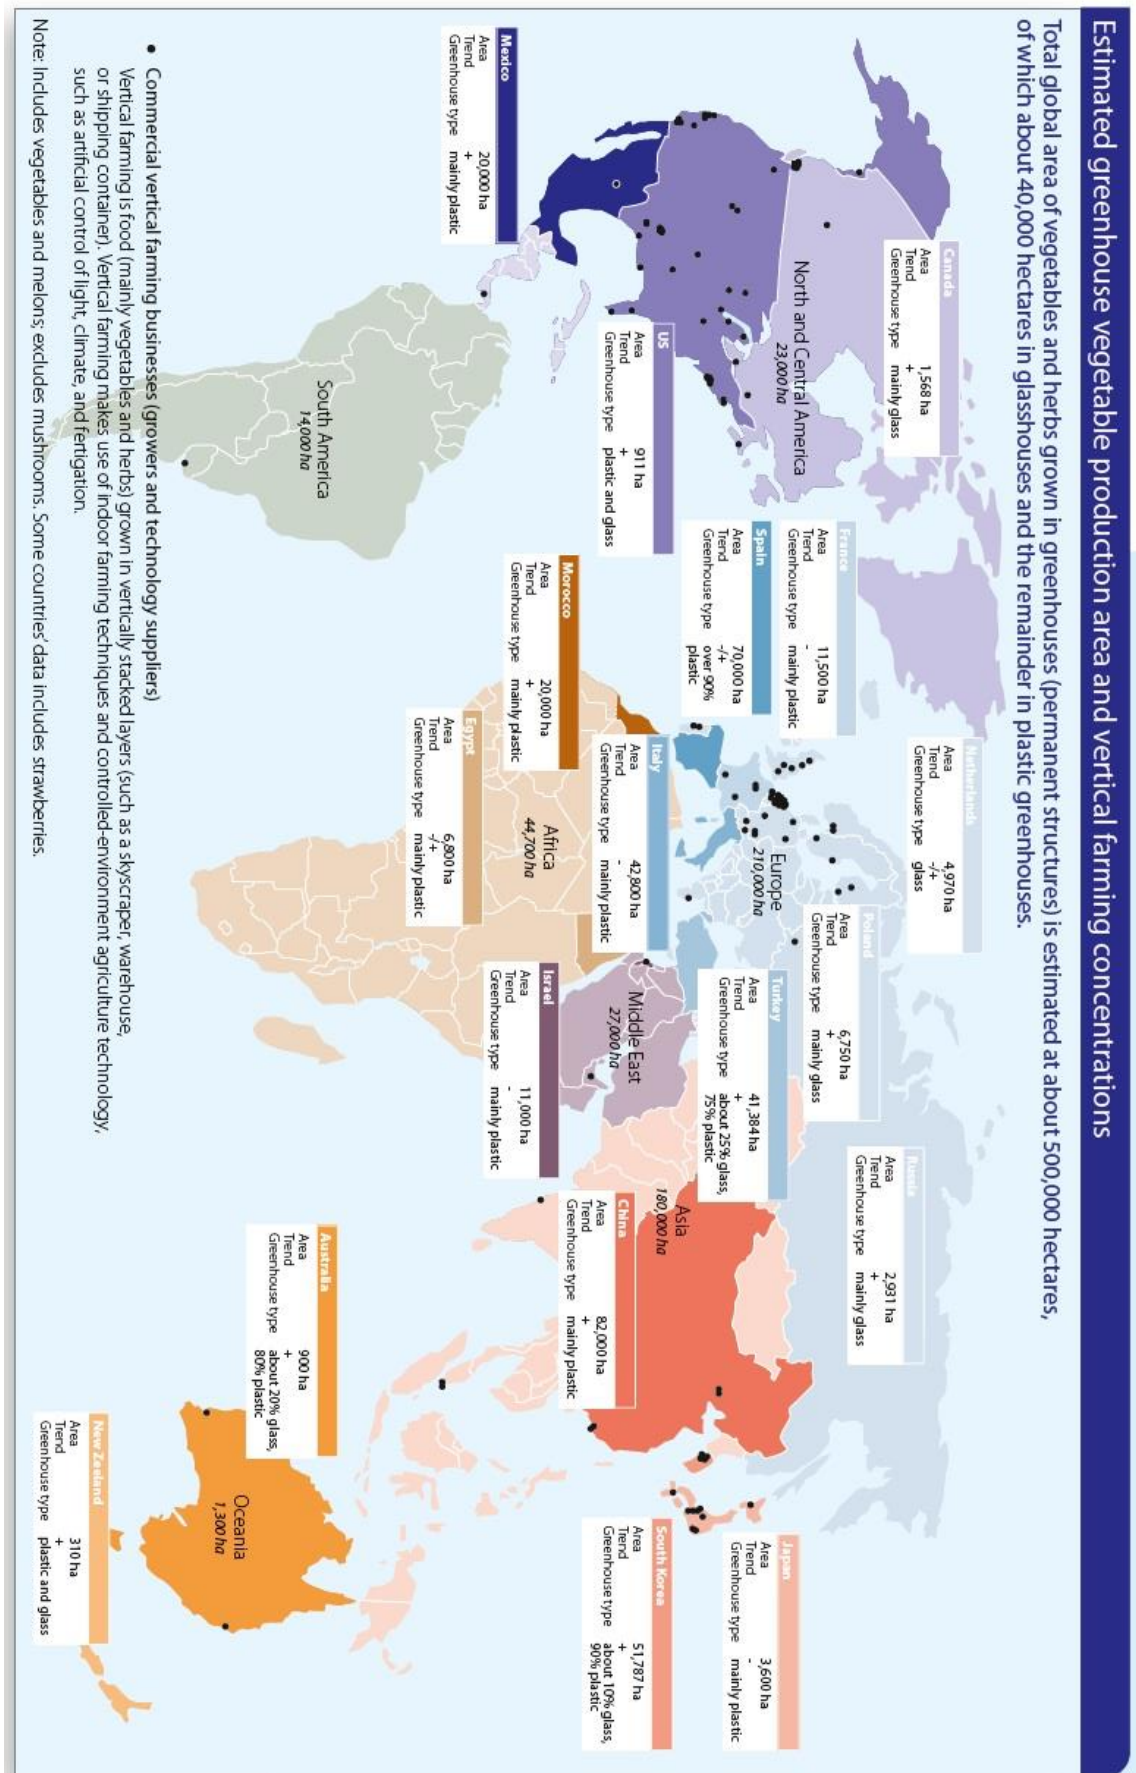 Estimated greenhouse vegetable production area and vertical farming concentrations
Total global area of vegetables and herbs grown in greenhouses (permanent structures) is estimated at about 500,000 hectares,
of which about 40,000 hectares in glasshouses and the remainder in plastic greenhouses.
Canada
Area 1,568 ha
Trend +
Greenhouse type mainly glass
North and Central America
23,000 ha
US
Area 911 ha
Trend +
Greenhouse type plastic and glass
Mexico
Area 20,000 ha
Trend +
Greenhouse type mainly plastic
South America
14,000 ha
France
Area 11,500 ha
Trend -
Greenhouse type mainly plastic
Spain
Area 70,000 ha
Trend -/+
Greenhouse type over 90%
plastic
Morocco
Area 20,000 ha
Trend +
Greenhouse type mainly plastic
Netherlands
Area 4,970 ha
Trend -/+
Greenhouse type glass
Europe
210,000 ha
Italy
Area 42,800 ha
Trend -
Greenhouse type mainly plastic
Africa
44,700 ha
Egypt
Area 6,800 ha
Trend -/+
Greenhouse type mainly plastic
Poland
Area 6,750 ha
Trend +
Greenhouse type mainly glass
Turkey
Area 41,384 ha
Trend +
Greenhouse type about 25% glass,
75% plastic
Middle East
27,000 ha
Israel
Area 11,000 ha
Trend -
Greenhouse type mainly plastic
Russia
Area 2,931 ha
Trend +
Greenhouse type mainly glass
Asia
180,000 ha
China
Area 82,000 ha
Trend +
Greenhouse type mainly plastic
Japan
Area 3,600 ha
Trend -
Greenhouse type mainly plastic
South Korea
Area 51,787 ha
Trend +
Greenhouse type about 10% glass,
90% plastic
Australia
Area 900 ha
Trend +
Greenhouse type about 20% glass,
80% plastic
Oceania
1,300 ha
New Zeeland
Area 310 ha
Trend +
Greenhouse type plastic and glass
• Commercial vertical farming businesses (growers and technology suppliers)
Vertical farming is food (mainly vegetables and herbs) grown in vertically stacked layers (such as a skyscraper, warehouse,
or shipping container). Vertical farming makes use of indoor farming techniques and controlled-environment agriculture technology,
such as artificial control of light, climate, and fertigation.
Note: Includes vegetables and melons; excludes mushrooms. Some countries' data includes strawberries.